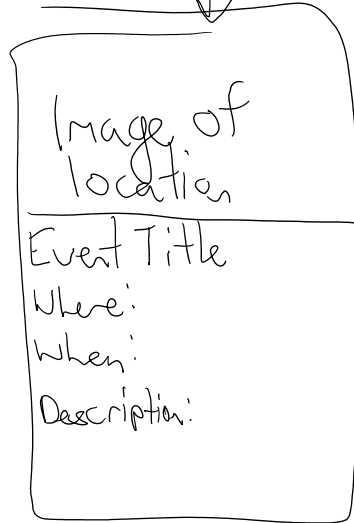 Image of
location
Event Title
Where:
When:
Description: